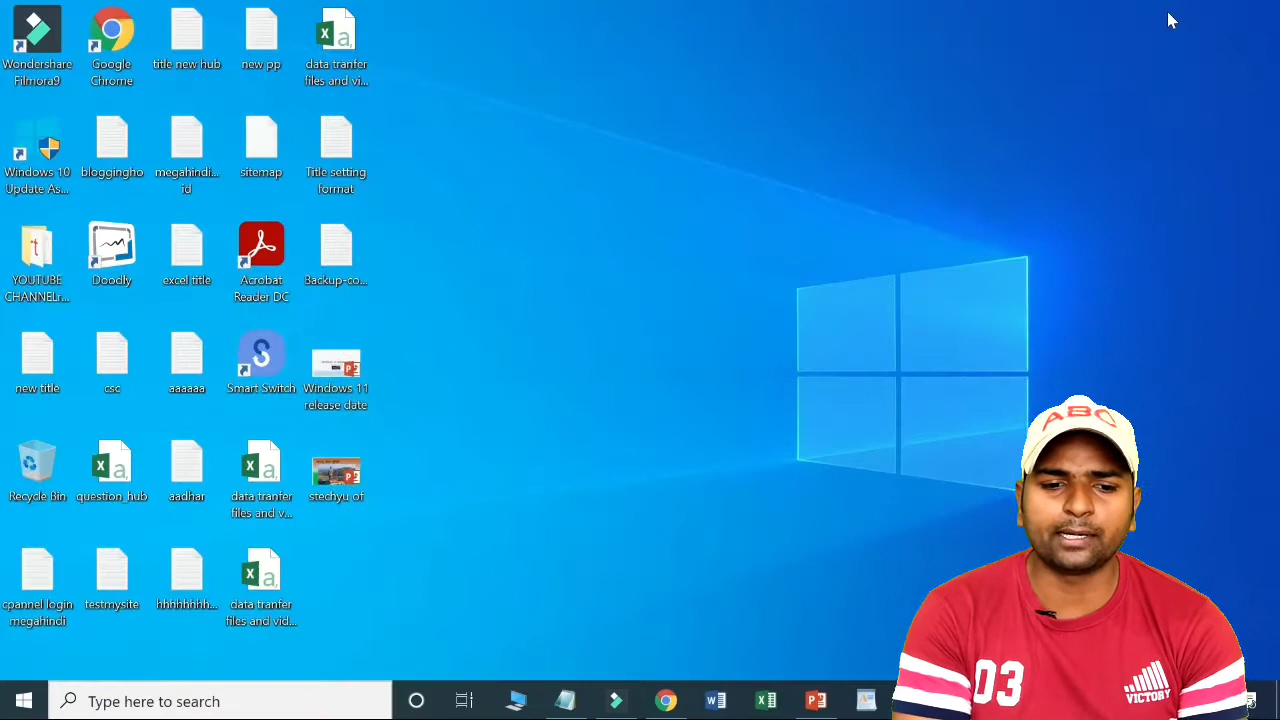 Wondershare
Filmora9
Google
Chrome
title new hub
new pp
data tranfer
files and vi...
Windows 10
Update As...
bloggingho
megahindi...
id
sitemap
Title setting
format
YOUTUBE
CHANNELr...
Doodly
excel title
Acrobat
Reader DC
Backup-co...
new title
csc
aaaaaa
Smart Switch
Windows 11
release date
Recycle Bin
question_hub
aadhar
data tranfer
files and v...
stechyu of
cpannel login
megahindi
testmysite
hhhhhhhh...
data tranfer
files and vid...
ABC
03
VICTORY
Type here to search